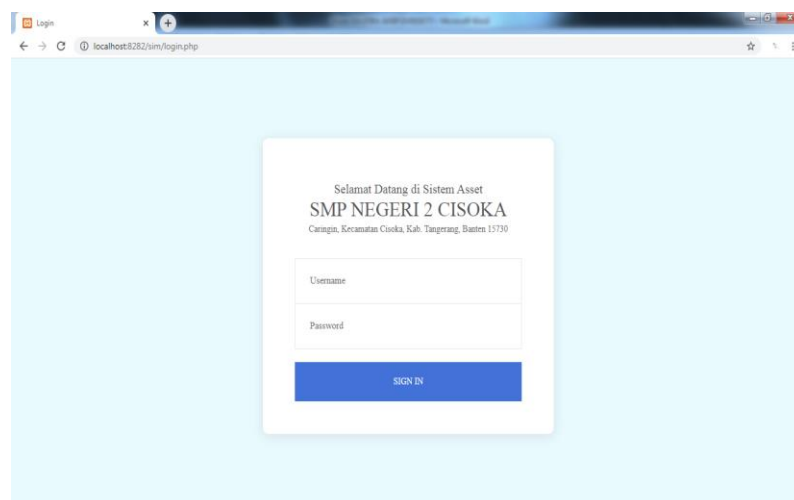 Login
localhost:8282/sim/login.php
Selamat Datang di Sistem Asset
SMP NEGERI 2 CISOKA
Caringin, Kecamatan Cisoka, Kab. Tangerang, Banten 15730
Username
Password
SIGN IN